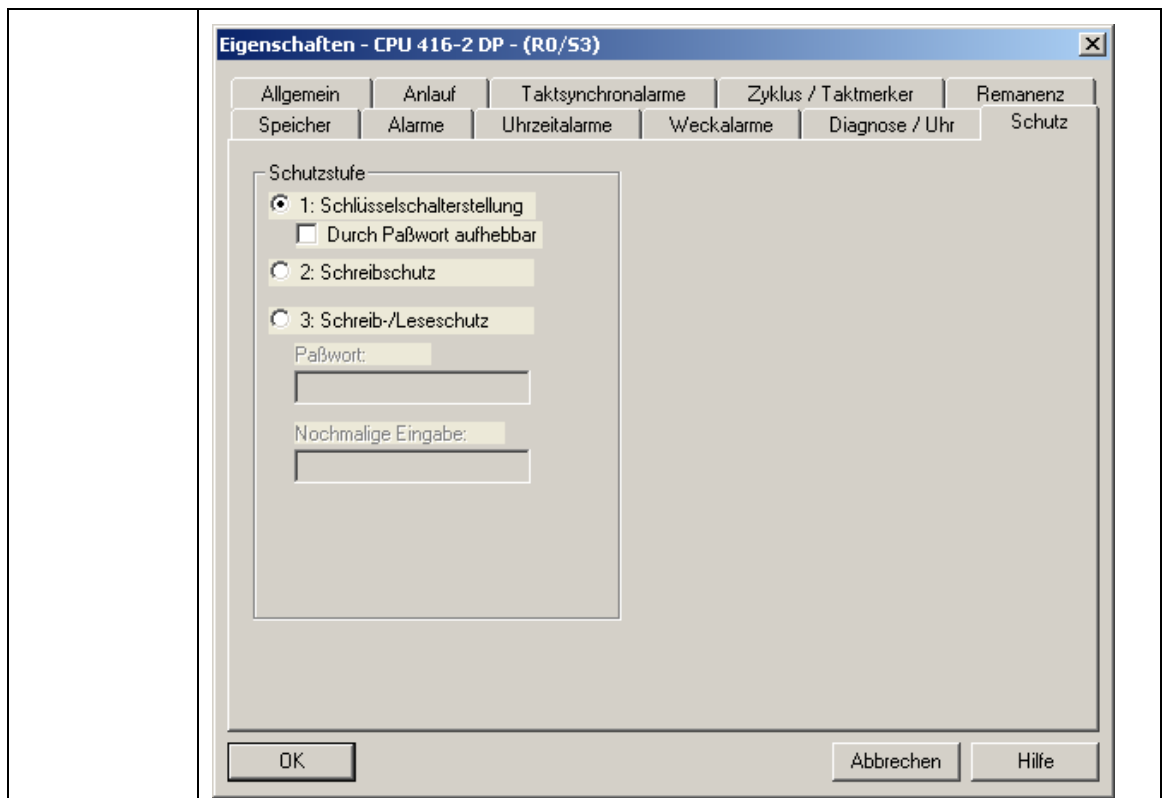 Eigenschaften - CPU 416-2 DP - (R0/S3)
Allgemein Anlauf Taktsynchronalarme Zyklus / Taktmerker Remanenz
Speicher Alarme Uhrzeitalarme Weckalarme Diagnose / Uhr Schutz
Schutzstufe
1: Schlüsselschalterstellung
Durch Paßwort aufhebbar
2: Schreibschutz
3: Schreib-/Leseschutz
Paßwort:
Nochmalige Eingabe:
OK Abbrechen Hilfe